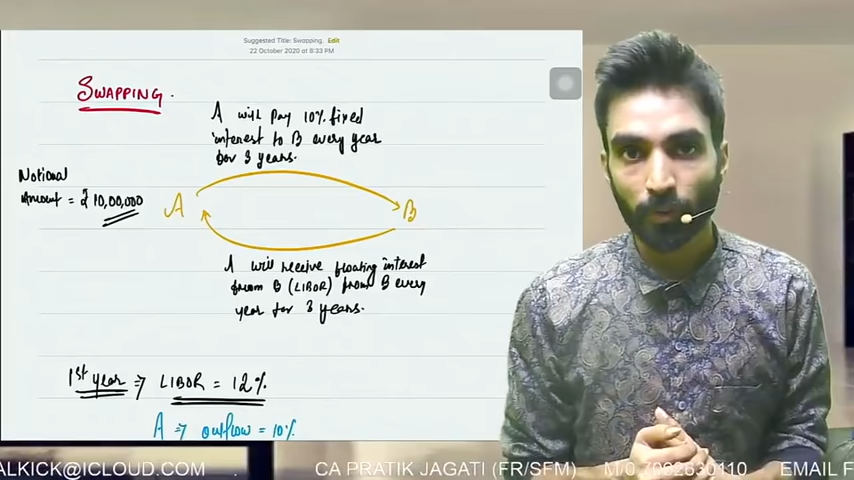 Suggested Title: Swapping. Edit
22 October 2020 at 8:33 PM
SWAPPING.
A will pay 10% fixed
interest to B every year
for 3 years.
Notional
Amount = ₹ 10,00,000
A
B
A will receive floating interest
from B (LIBOR) from B every
year for 3 years.
1st year => LIBOR = 12%
A => outflow = 10%
ALKICK@ICLOUD.COM
CA PRATIK JAGATI (FR/SFM)
EMAIL F